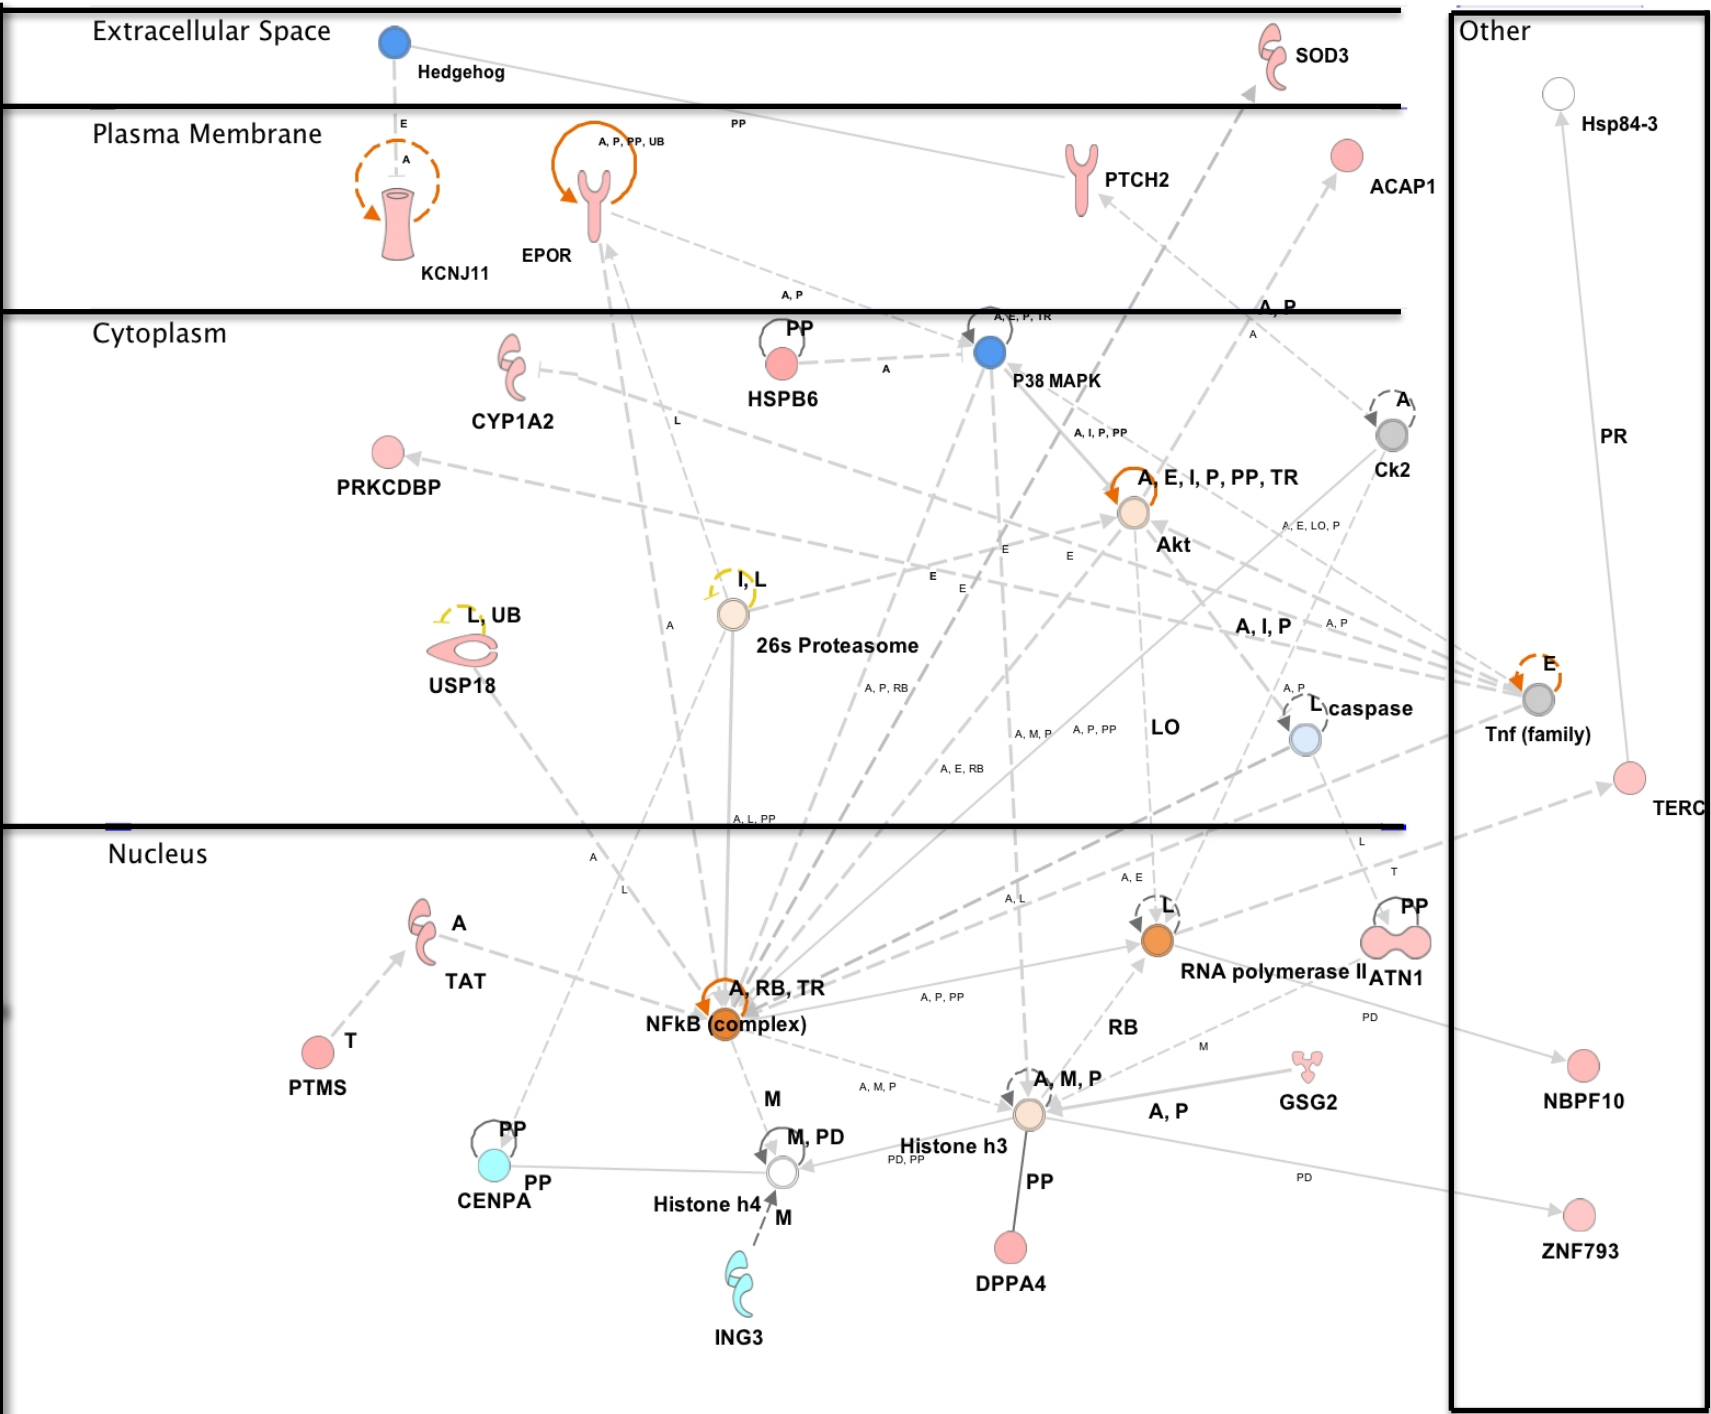 Extracellular Space
Other
SOD3
Hedgehog
Hsp84-3
E
PP
Plasma Membrane
A, P, PP, UB
A
PTCH2
ACAP1
EPOR
KCNJ11
A, P
A, P
A, E, P, TR
Cytoplasm
PP
A
A
P38 MAPK
HSPB6
A
CYP1A2
L
A, I, P, PP
PR
Ck2
A, E, I, P, PP, TR
PRKCDBP
A, E, LO, P
Akt
E
E
E
I, L
E
L, UB
A
A, I, P
A, P
26s Proteasome
E
USP18
A, P, RB
A, P
L
caspase
LO
A, M, P
A, P, PP
Tnf (family)
A, E, RB
TERC
A, L, PP
Nucleus
A
L
T
A, E
L
A, L
L
PP
A
TAT
RNA polymerase II
ATN1
A, RB, TR
A, P, PP
NFkB (complex)
PD
RB
T
M
PTMS
A, M, P
A, M, P
M
GSG2
NBPF10
A, P
PP
M, PD
Histone h3
PD, PP
PP
PP
PD
CENPA
Histone h4
M
ZNF793
DPPA4
ING3